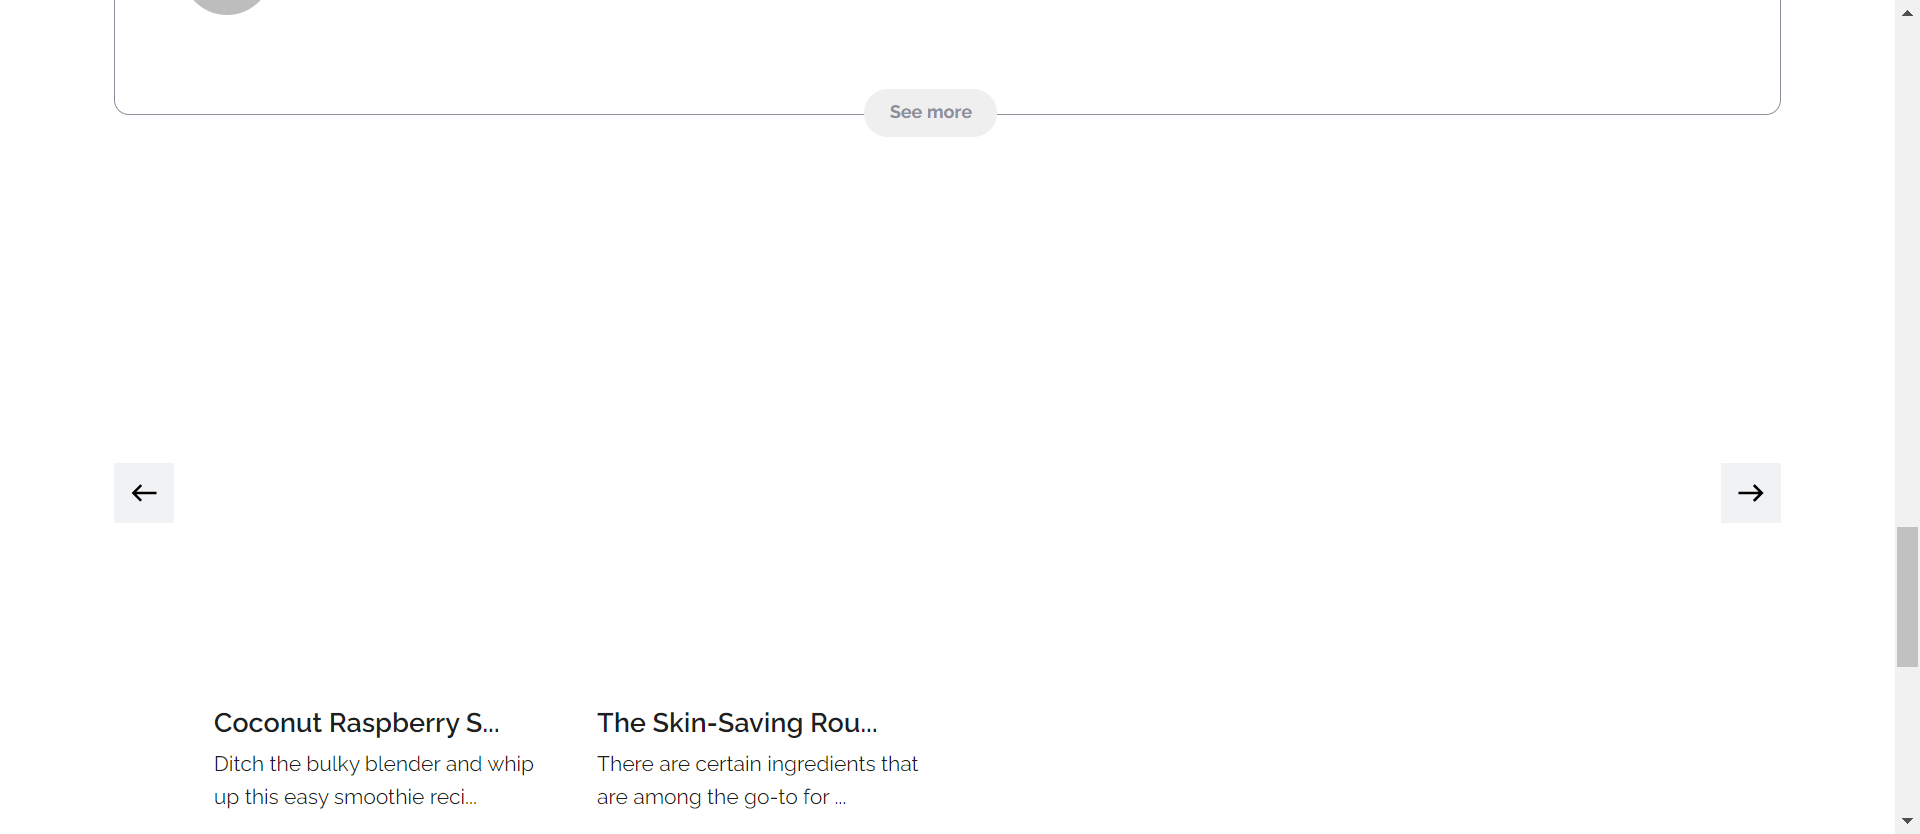 See more
Coconut Raspberry S...
Ditch the bulky blender and whip
up this easy smoothie reci...
The Skin-Saving Rou...
There are certain ingredients that
are among the go-to for ...